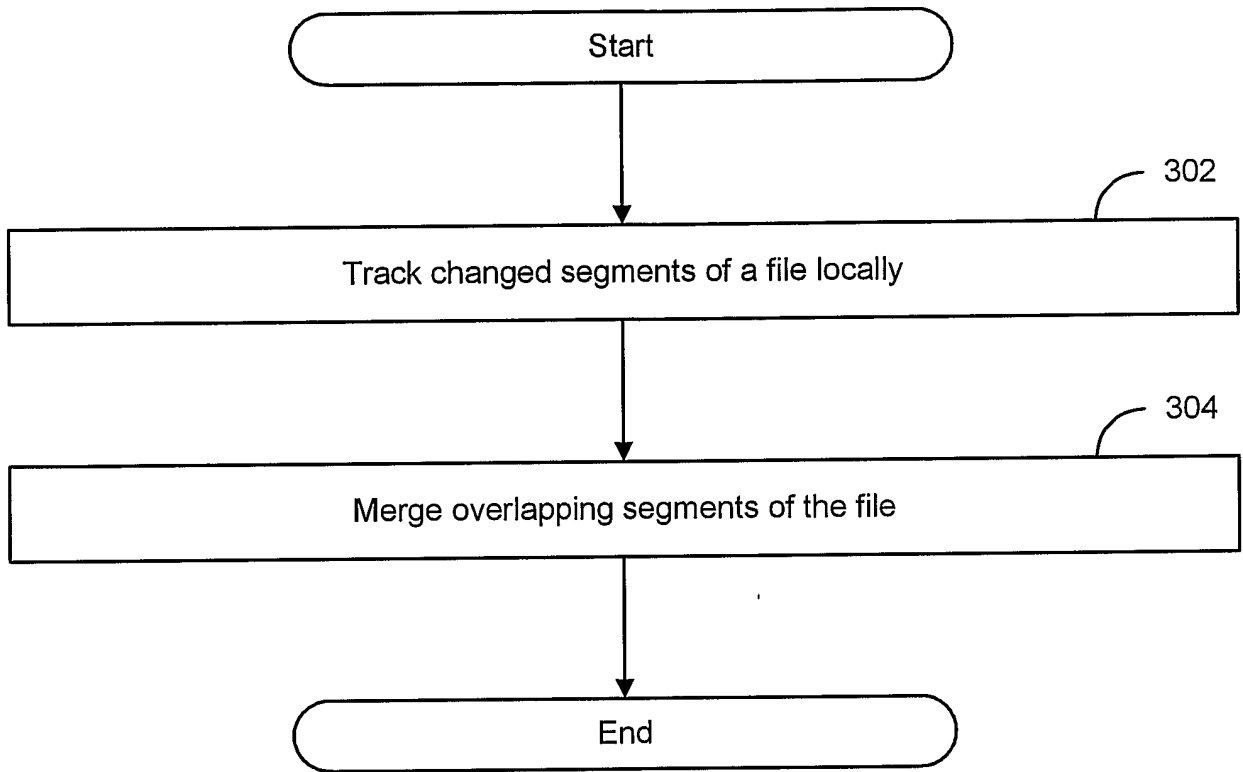 Start
302
Track changed segments of a file locally
304
Merge overlapping segments of the file
End